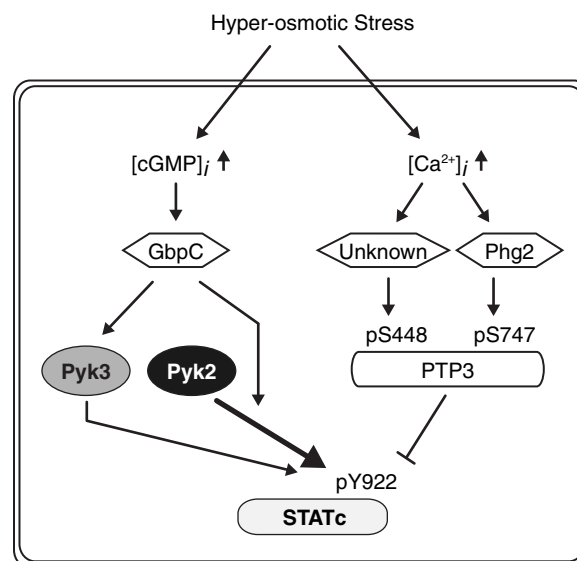 Hyper-osmotic Stress
[cGMP]i
[Ca²⁺]i
GbpC
Unknown
Phg2
pS448
pS747
Pyk3
Pyk2
PTP3
pY922
STATc